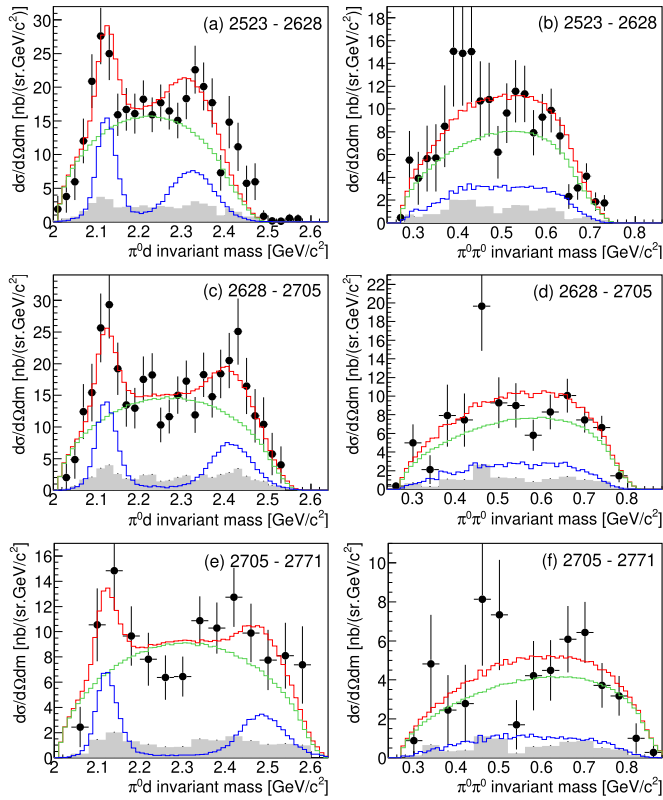 (a) 2523 - 2628
dσ/dΩdm [nb/(sr.GeV/c²)]
30
25
20
15
10
5
0
2 2.1 2.2 2.3 2.4 2.5 2.6
π⁰d invariant mass [GeV/c²]
(b) 2523 - 2628
dσ/dΩdm [nb/(sr.GeV/c²)]
18
16
14
12
10
8
6
4
2
0
0.3 0.4 0.5 0.6 0.7 0.8
π⁰π⁰ invariant mass [GeV/c²]
(c) 2628 - 2705
dσ/dΩdm [nb/(sr.GeV/c²)]
30
25
20
15
10
5
0
2 2.1 2.2 2.3 2.4 2.5 2.6
π⁰d invariant mass [GeV/c²]
(d) 2628 - 2705
dσ/dΩdm [nb/(sr.GeV/c²)]
22
20
18
16
14
12
10
8
6
4
2
0
0.3 0.4 0.5 0.6 0.7 0.8
π⁰π⁰ invariant mass [GeV/c²]
(e) 2705 - 2771
dσ/dΩdm [nb/(sr.GeV/c²)]
16
14
12
10
8
6
4
2
0
2 2.1 2.2 2.3 2.4 2.5 2.6
π⁰d invariant mass [GeV/c²]
(f) 2705 - 2771
dσ/dΩdm [nb/(sr.GeV/c²)]
10
8
6
4
2
0
0.3 0.4 0.5 0.6 0.7 0.8
π⁰π⁰ invariant mass [GeV/c²]